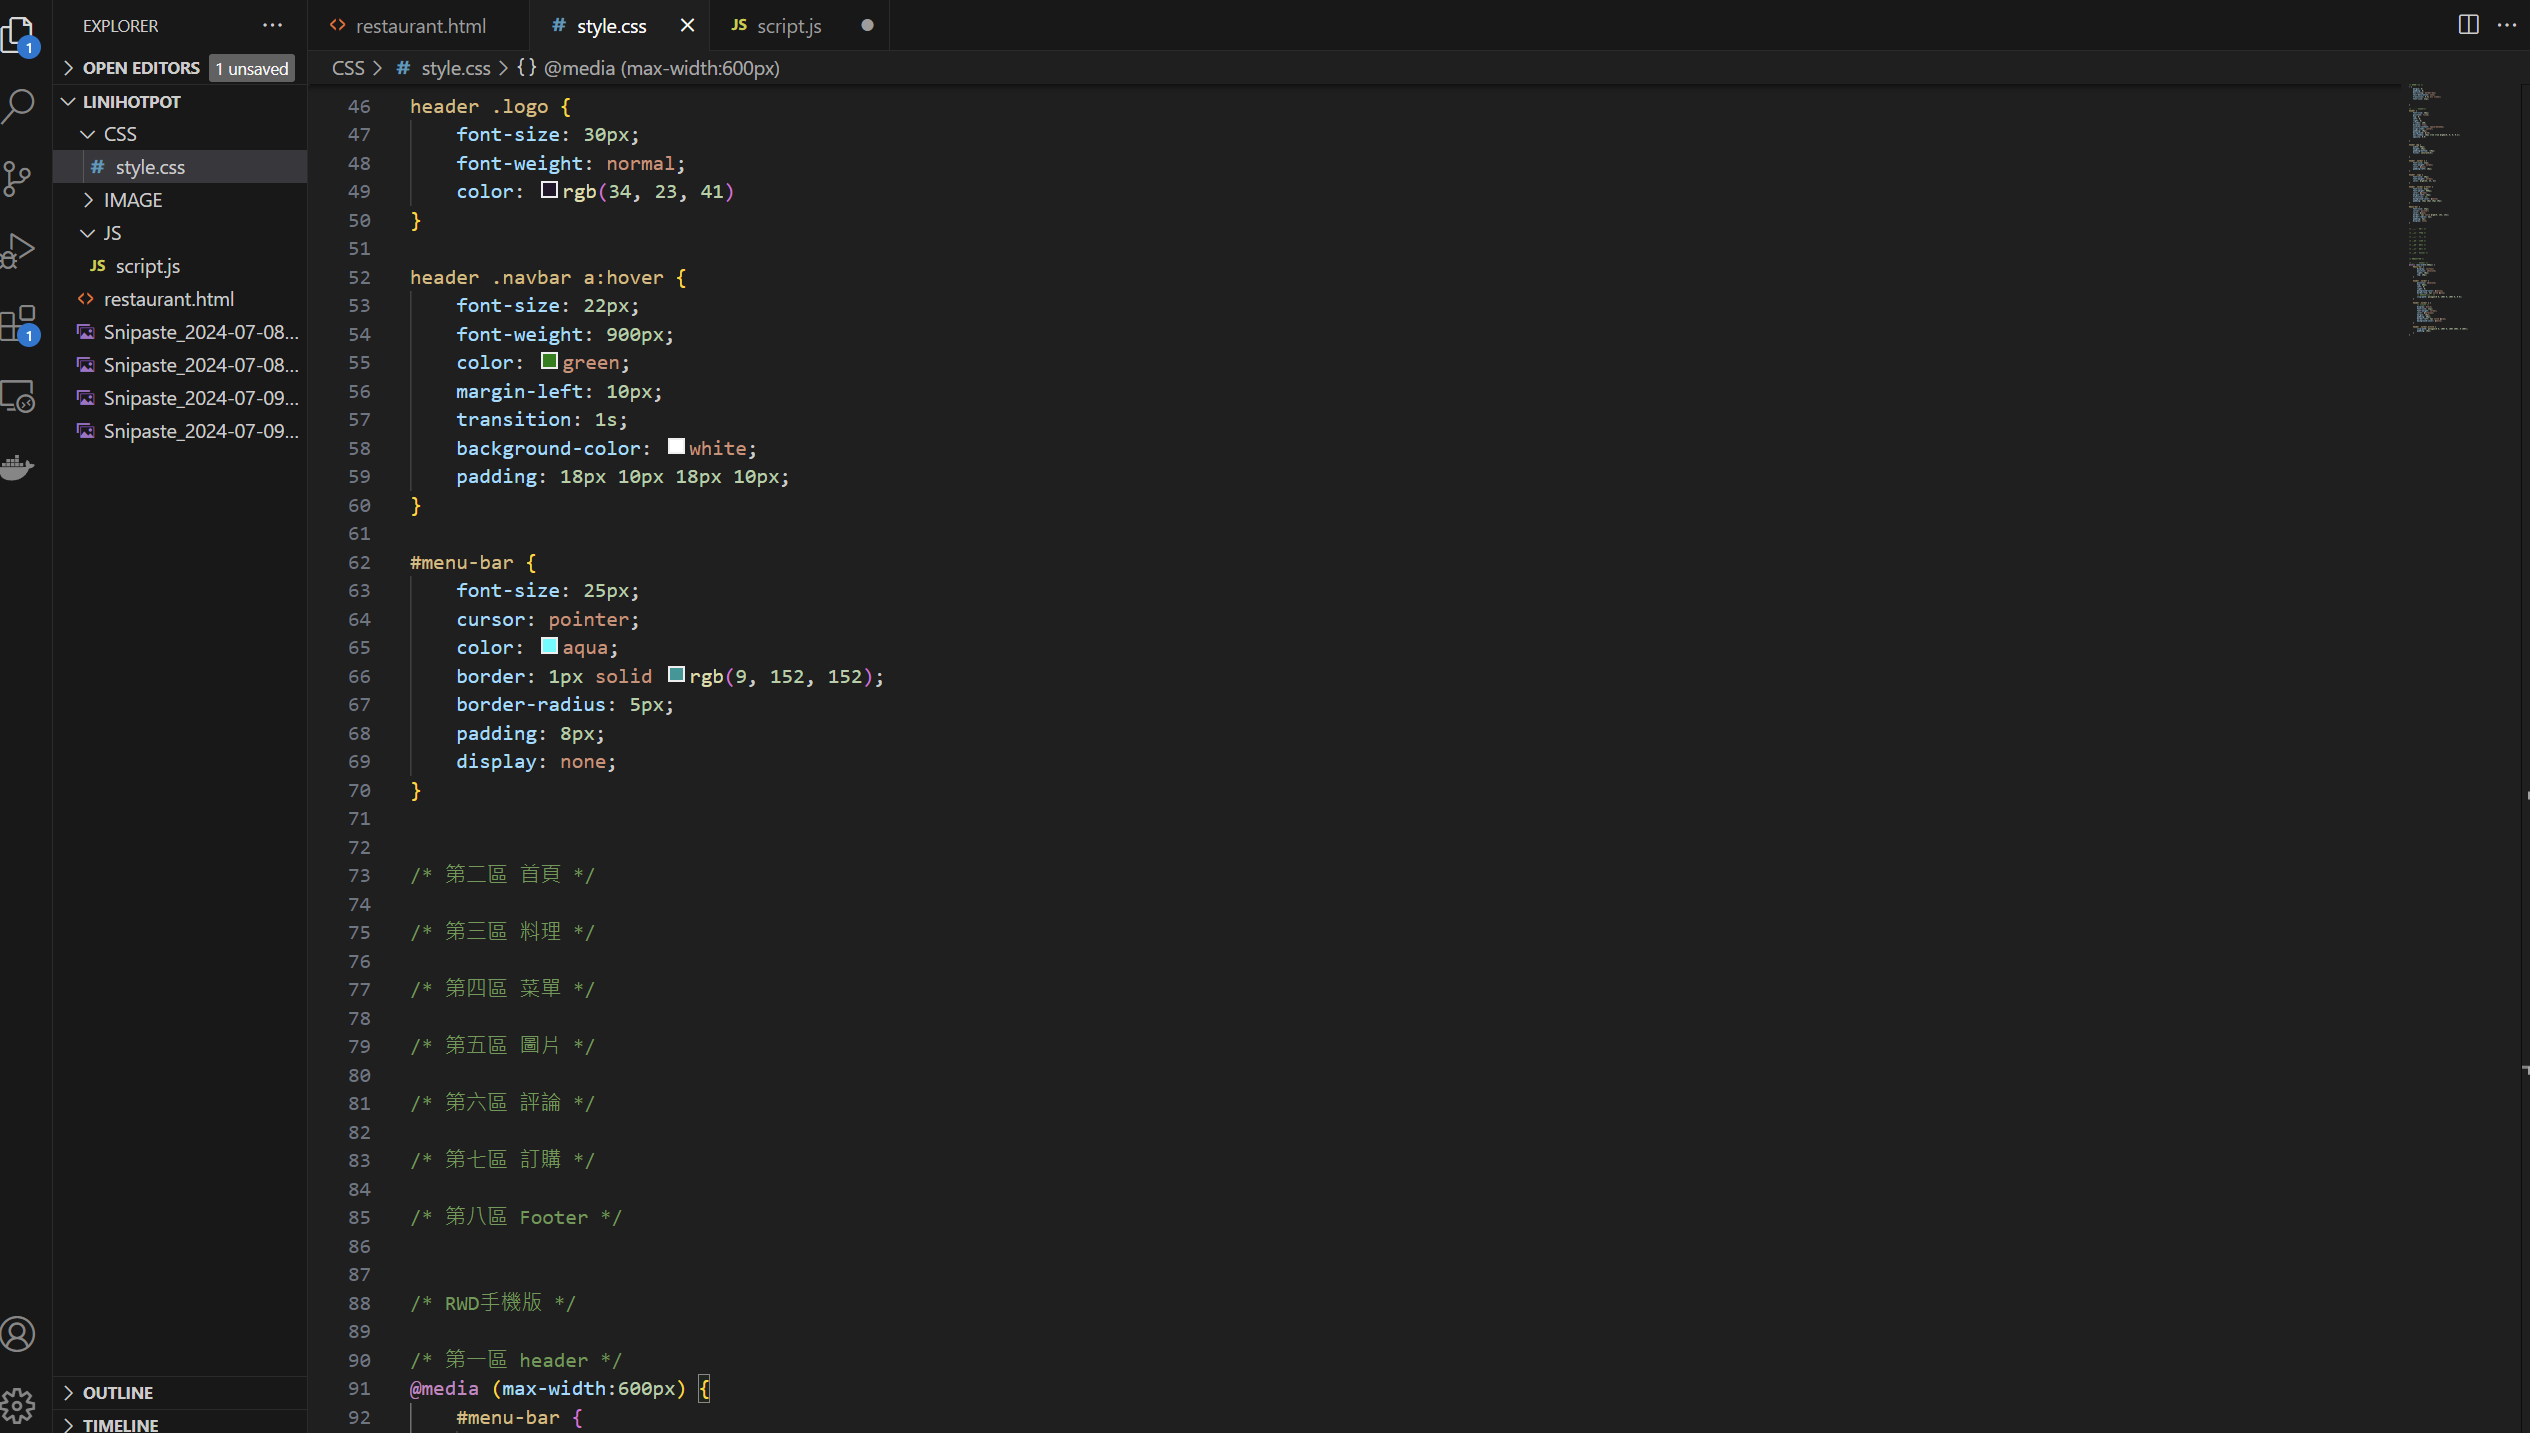 EXPLORER
OPEN EDITORS
1 unsaved
LINIHOTPOT
CSS
# style.css
IMAGE
JS
JS script.js
<> restaurant.html
Snipaste_2024-07-08...
Snipaste_2024-07-08...
Snipaste_2024-07-09...
Snipaste_2024-07-09...
OUTLINE
TIMELINE
1
1
<> restaurant.html
# style.css
JS script.js
CSS > # style.css > {} @media (max-width:600px)
46 header .logo {
47 font-size: 30px;
48 font-weight: normal;
49 color: rgb(34, 23, 41)
50 }
51
52 header .navbar a:hover {
53 font-size: 22px;
54 font-weight: 900px;
55 color: green;
56 margin-left: 10px;
57 transition: 1s;
58 background-color: white;
59 padding: 18px 10px 18px 10px;
60 }
61
62 #menu-bar {
63 font-size: 25px;
64 cursor: pointer;
65 color: aqua;
66 border: 1px solid rgb(9, 152, 152);
67 border-radius: 5px;
68 padding: 8px;
69 display: none;
70 }
71
72
73 /* 第二區 首頁 */
74
75 /* 第三區 料理 */
76
77 /* 第四區 菜單 */
78
79 /* 第五區 圖片 */
80
81 /* 第六區 評論 */
82
83 /* 第七區 訂購 */
84
85 /* 第八區 Footer */
86
87
88 /* RWD手機版 */
89
90 /* 第一區 header */
91 @media (max-width:600px) {
92 #menu-bar {